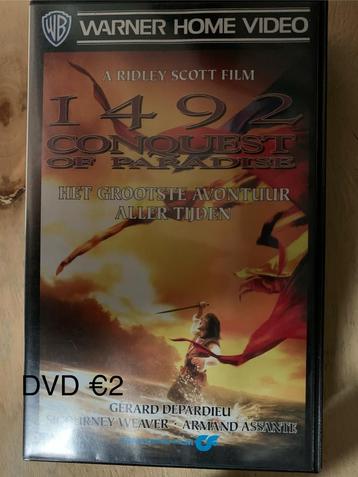 WB
WARNER HOME VIDEO
A RIDLEY SCOTT FILM
1492
CONQUEST
OF PARADISE
HET GROOTSTE AVONTUUR
ALLER TIJDEN
DVD €2
GERARD DEPARDIEU
SIGOURNEY WEAVER · ARMAND ASSANTE